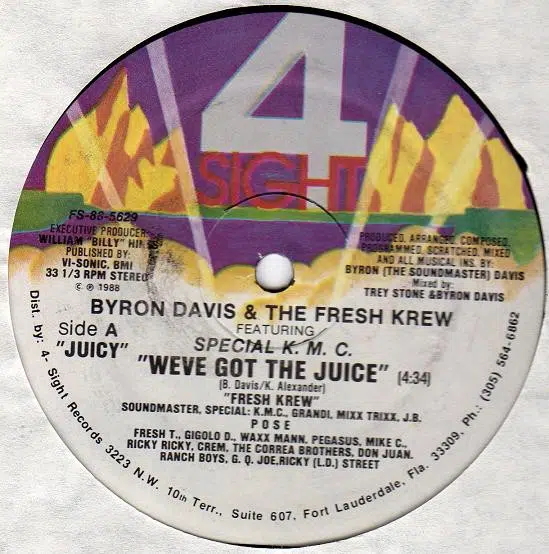 4
SIGHT
FS-88-5629
EXECUTIVE PRODUCER:
WILLIAM "BILLY"
PUBLISHED BY:
VI-SONIC, BMI
33 1/3 RPM STEREO
© ℗ 1988
PRODUCED, ARRANGED, COMPOSED,
PROGRAMMED, SCRATCHED, MIXED
AND ALL MUSICAL INS. BY:
BYRON (THE SOUNDMASTER) DAVIS
Mixed by:
TREY STONE &BYRON DAVIS
BYRON DAVIS & THE FRESH KREW
FEATURING
Side A
SPECIAL K. M. C.
"JUICY"
"WEVE GOT THE JUICE" [4:34]
(B. Davis/K. Alexander)
"FRESH KREW"
SOUNDMASTER, SPECIAL: K.M.C., GRANDI, MIXX TRIXX, J.B.
POSE
FRESH T., GIGOLO D., WAXX MANN, PEGASUS, MIKE C.,
RICKY RICKY, CREM, THE CORREA BROTHERS, DON JUAN,
RANCH BOYS, G. Q. JOE,RICKY (L.D.) STREET
Dist. by: 4- Sight Records 3223 N.W. 10th Terr., Suite 607, Fort Lauderdale, Fla. 33309, Ph.: (305) 564-6862